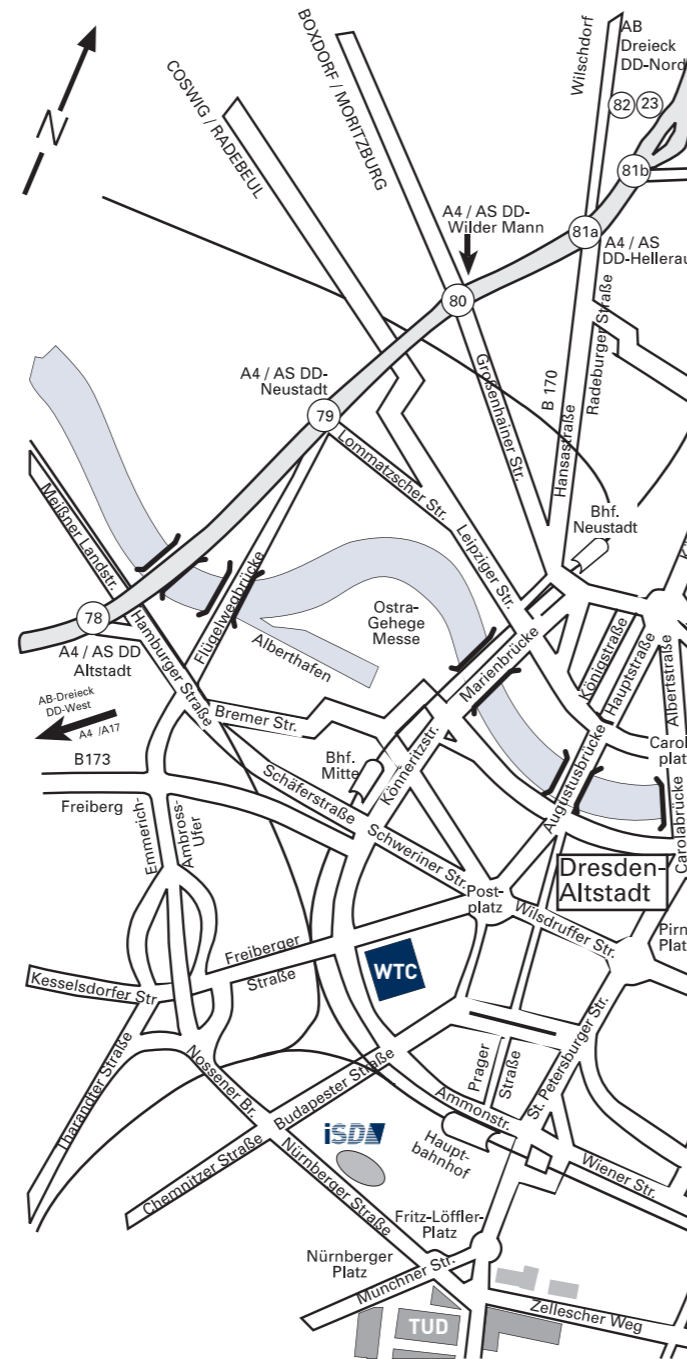 N
COSWIG / RADEBEUL
BOXDORF / MORITZBURG
Wilschdorf
AB
Dreieck
DD-Nord
82
23
81b
81a
A4 / AS
DD-Hellerau
A4 / AS DD-
Wilder Mann
80
Großenhainer Str.
B 170
Hansastraße
Radeburger Straße
A4 / AS DD-
Neustadt
79
Lommatzscher Str.
Leipziger Str.
Bhf.
Neustadt
Meißner Landstr.
78
A4 / AS DD
Altstadt
Hamburger Straße
Flügelwegbrücke
Alberthafen
Ostra-
Gehege
Messe
Marienbrücke
Königstraße
Hauptstraße
Albertstraße
AB-Dreieck
DD-West
A4 /A17
Bremer Str.
B173
Freiberg
Bhf.
Mitte
Könneritzstr.
Augustusbrücke
Carola
platz
Carolabrücke
Schäferstraße
Emmerich-
Ambross-
Ufer
Schweriner Str.
Post-
platz
Dresden-
Altstadt
Wilsdruffer Str.
Pirn
Platz
Freiberger
Straße
WTC
Kesselsdorfer Str.
Tharandter Straße
Nossener Br.
Budapester Straße
Prager
Straße
St. Petersburger Str.
Ammonstr.
iSD
Haupt-
bahnhof
Wiener Str.
Chemnitzer Straße
Nürnberger Straße
Fritz-Löffler-
Platz
Nürnberger
Platz
Münchner Str.
TUD
Zellescher Weg